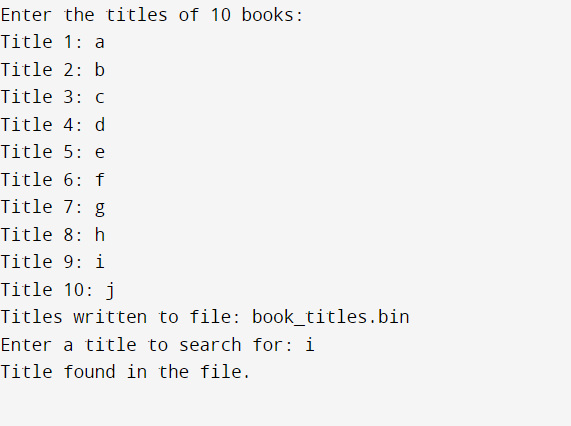 Enter the titles of 10 books:
Title 1: a
Title 2: b
Title 3: c
Title 4: d
Title 5: e
Title 6: f
Title 7: g
Title 8: h
Title 9: i
Title 10: j
Titles written to file: book_titles.bin
Enter a title to search for: i
Title found in the file.